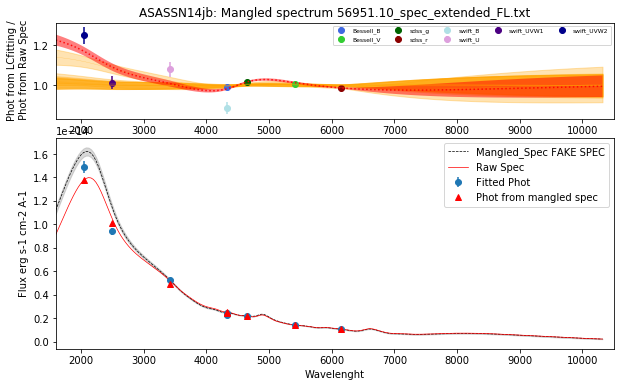 ASASSN14jb: Mangled spectrum 56951.10_spec_extended_FL.txt
Phot from LCfitting /
Phot from Raw Spec
1.2
1.0
Bessell_B
sdss_g
swift_B
swift_UVW1
swift_UVW2
Bessell_V
sdss_r
swift_U
2000 3000 4000 5000 6000 7000 8000 9000 10000
1e−14
Flux erg s-1 cm-2 A-1
1.6
1.4
1.2
1.0
0.8
0.6
0.4
0.2
0.0
Mangled_Spec FAKE SPEC
Raw Spec
Fitted Phot
Phot from mangled spec
2000 3000 4000 5000 6000 7000 8000 9000 10000
Wavelenght